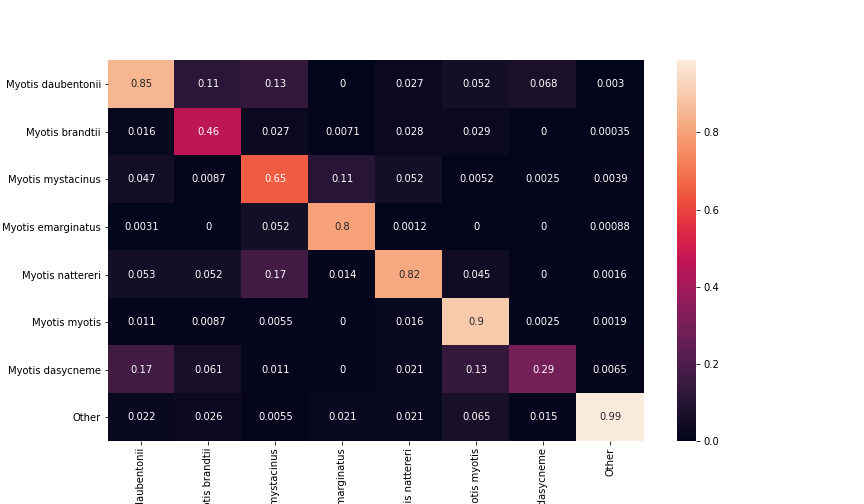 Myotis daubentonii 0.85 0.11 0.13 0 0.027 0.052 0.068 0.003
Myotis brandtii 0.016 0.46 0.027 0.0071 0.028 0.029 0 0.00035
Myotis mystacinus 0.047 0.0087 0.65 0.11 0.052 0.0052 0.0025 0.0039
Myotis emarginatus 0.0031 0 0.052 0.8 0.0012 0 0 0.00088
Myotis nattereri 0.053 0.052 0.17 0.014 0.82 0.045 0 0.0016
Myotis myotis 0.011 0.0087 0.0055 0 0.016 0.9 0.0025 0.0019
Myotis dasycneme 0.17 0.061 0.011 0 0.021 0.13 0.29 0.0065
Other 0.022 0.026 0.0055 0.021 0.021 0.065 0.015 0.99
daubentonii
otis brandtii
mystacinus
marginatus
is nattereri
otis myotis
dasycneme
Other
0.8
0.6
0.4
0.2
0.0